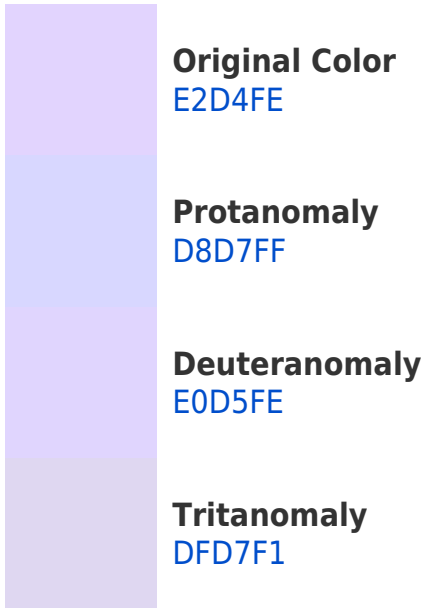 Original Color
E2D4FE
Protanomaly
D8D7FF
Deuteranomaly
E0D5FE
Tritanomaly
DFD7F1